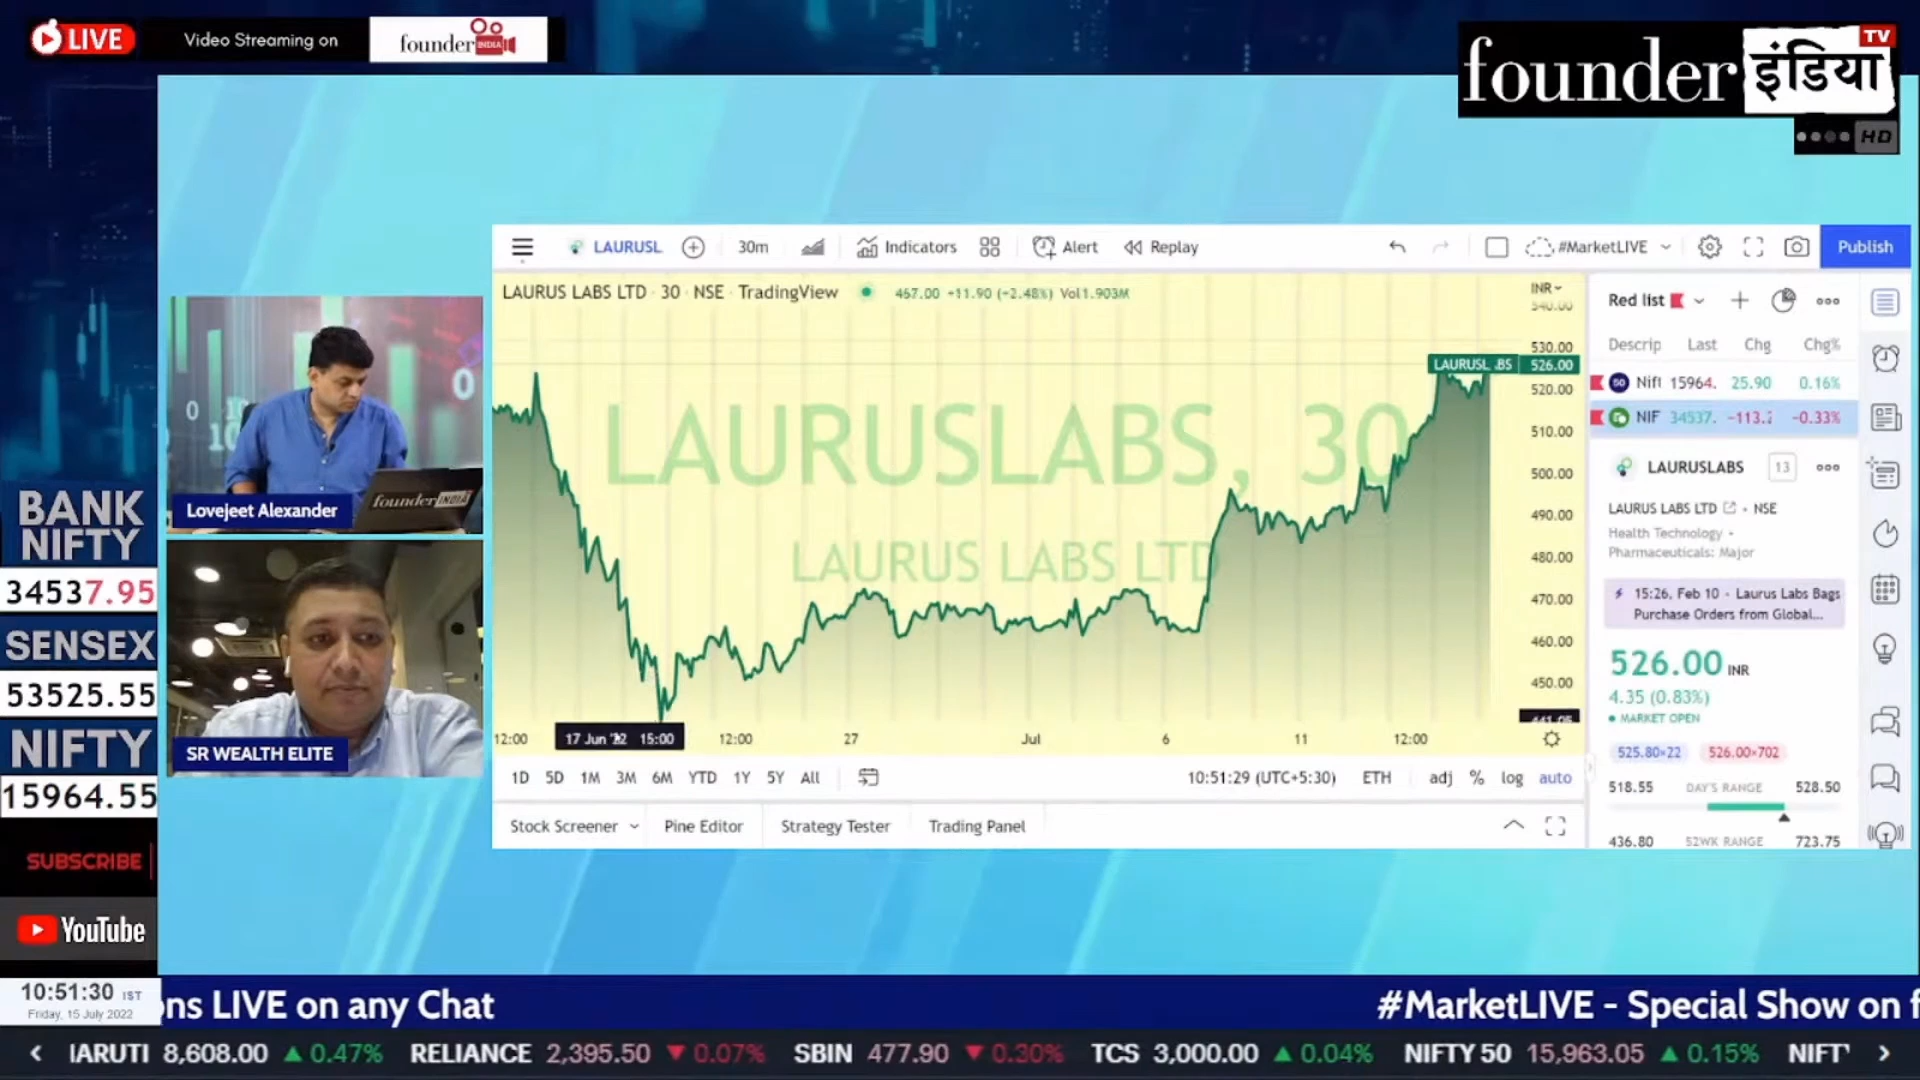 LIVE
Video Streaming on
founder INDIA
founder इंडिया TV
HD
LAURUSL
30m
Indicators
Alert
Replay
#MarketLIVE
Publish
LAURUS LABS LTD · 30 · NSE · TradingView
467.00 +11.90 (+2.48%) Vol1.903M
INR
540.00
530.00
LAURUSL BS 526.00
520.00
510.00
500.00
490.00
480.00
470.00
460.00
450.00
LAURUSLABS, 30
LAURUS LABS LTD
12:00
17 Jun '22 15:00
12:00
27
Jul
6
11
12:00
1D 5D 1M 3M 6M YTD 1Y 5Y All
10:51:29 (UTC+5:30) ETH adj % log auto
Stock Screener
Pine Editor
Strategy Tester
Trading Panel
Red list
Descrip Last Chg Chg%
50 Nift 15964. 25.90 0.16%
NIF 34537. -113.2 -0.33%
LAURUSLABS 13
LAURUS LABS LTD · NSE
Health Technology ·
Pharmaceuticals: Major
15:26, Feb 10 · Laurus Labs Bags
Purchase Orders from Global...
526.00 INR
4.35 (0.83%)
MARKET OPEN
525.80×22 526.00×702
518.55 DAY'S RANGE 528.50
436.80 52WK RANGE 723.75
founder INDIA
Lovejeet Alexander
SR WEALTH ELITE
BANK
NIFTY
34537.95
SENSEX
53525.55
NIFTY
15964.55
SUBSCRIBE
YouTube
10:51:30 IST
Friday, 15 July 2022
ns LIVE on any Chat
#MarketLIVE - Special Show on f
IARUTI 8,608.00 ▲ 0.47% RELIANCE 2,395.50 ▼ 0.07% SBIN 477.90 ▼ 0.30% TCS 3,000.00 ▲ 0.04% NIFTY 50 15,963.05 ▲ 0.15% NIFT